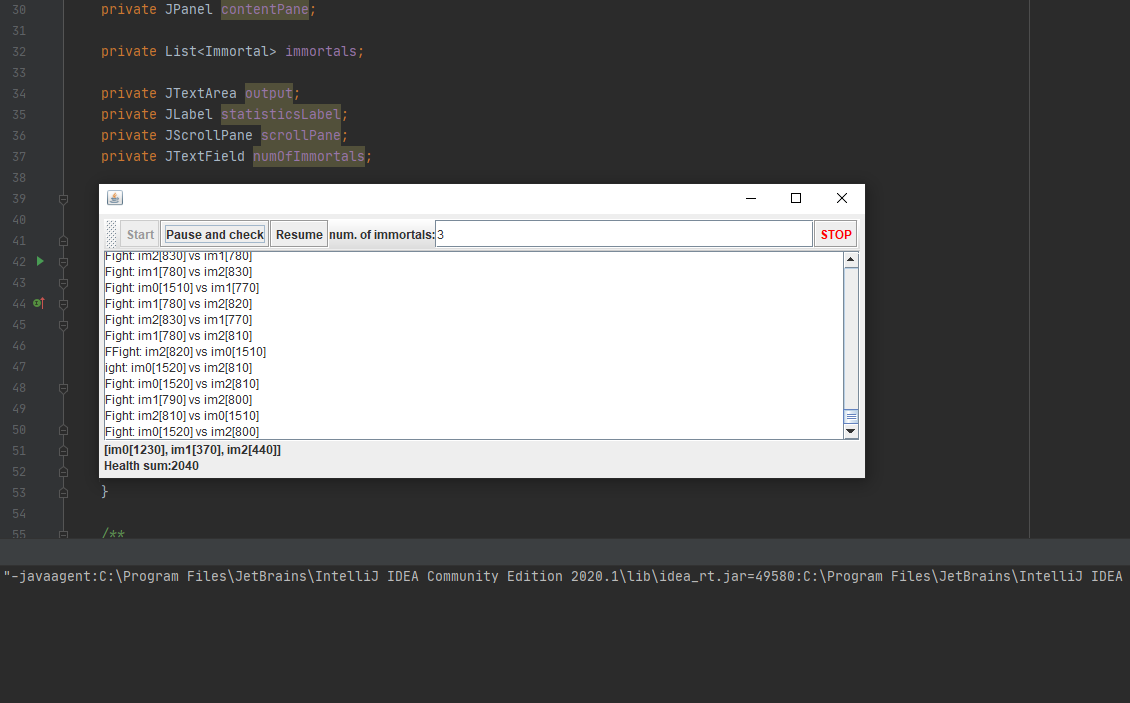 30 private JPanel contentPane;
31
32 private List<Immortal> immortals;
33
34 private JTextArea output;
35 private JLabel statisticsLabel;
36 private JScrollPane scrollPane;
37 private JTextField numOfImmortals;
38
39
40
41
42
43
44
45
46
47
48
49
50
51
52
53 }
54
55 /**
Start Pause and check Resume num. of immortals: 3 STOP
Fight: im2[830] vs im1[780]
Fight: im1[780] vs im2[830]
Fight: im0[1510] vs im1[770]
Fight: im1[780] vs im2[820]
Fight: im2[830] vs im1[770]
Fight: im1[780] vs im2[810]
FFight: im2[820] vs im0[1510]
ight: im0[1520] vs im2[810]
Fight: im0[1520] vs im2[810]
Fight: im1[790] vs im2[800]
Fight: im2[810] vs im0[1510]
Fight: im0[1520] vs im2[800]
[im0[1230], im1[370], im2[440]]
Health sum:2040
"-javaagent:C:\Program Files\JetBrains\IntelliJ IDEA Community Edition 2020.1\lib\idea_rt.jar=49580:C:\Program Files\JetBrains\IntelliJ IDEA